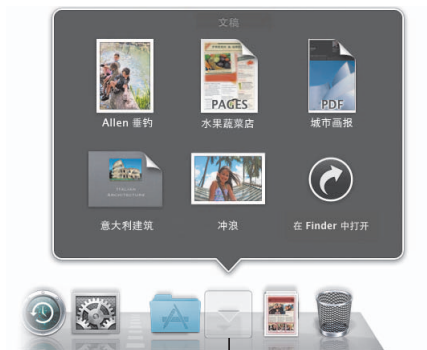 文稿
PAGES
PDF
Allen 垂钓
水果蔬菜店
城市画报
意大利建筑
冲浪
在 Finder 中打开